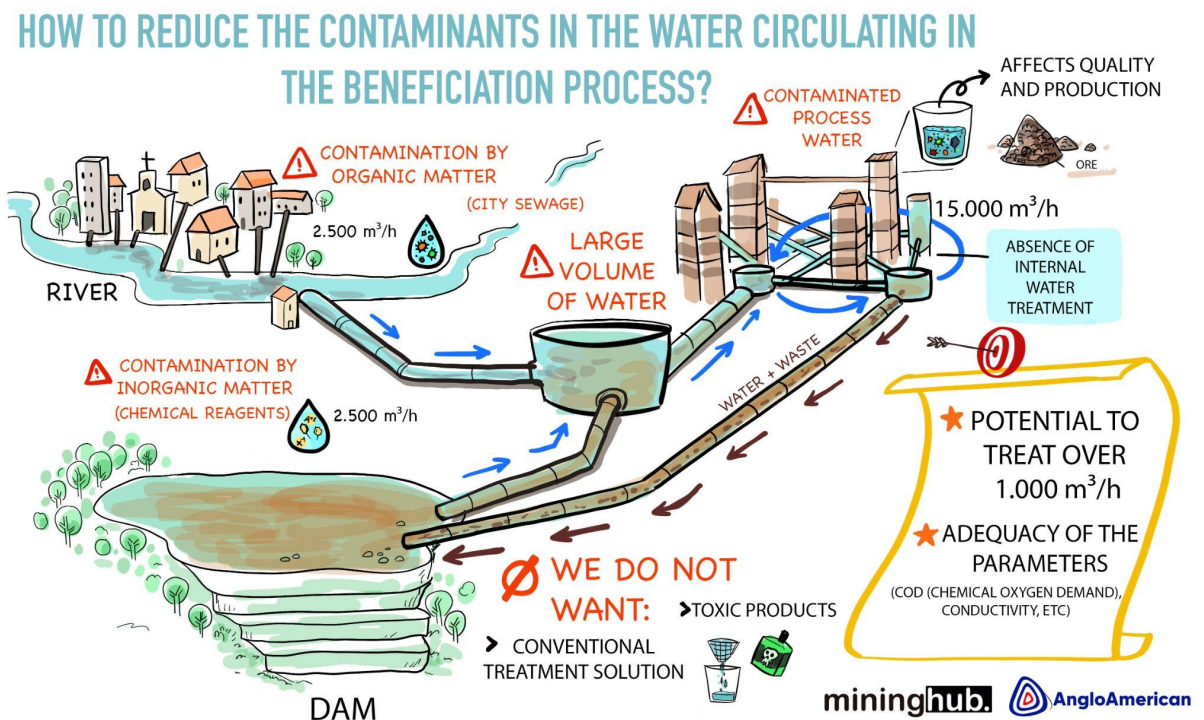 HOW TO REDUCE THE CONTAMINANTS IN THE WATER CIRCULATING IN
THE BENEFICIATION PROCESS?
AFFECTS QUALITY
AND PRODUCTION
CONTAMINATED
PROCESS
WATER
ORE
CONTAMINATION BY
ORGANIC MATTER
(CITY SEWAGE)
2.500 m³/h
RIVER
LARGE
VOLUME
OF WATER
15.000 m³/h
ABSENCE OF
INTERNAL
WATER
TREATMENT
CONTAMINATION BY
INORGANIC MATTER
(CHEMICAL REAGENTS)
2.500 m³/h
WATER + WASTE
POTENTIAL TO
TREAT OVER
1.000 m³/h
ADEQUACY OF THE
PARAMETERS
(COD (CHEMICAL OXYGEN DEMAND),
CONDUCTIVITY, ETC)
WE DO NOT
WANT:
>TOXIC PRODUCTS
> CONVENTIONAL
TREATMENT SOLUTION
DAM
mininghub.
AngloAmerican